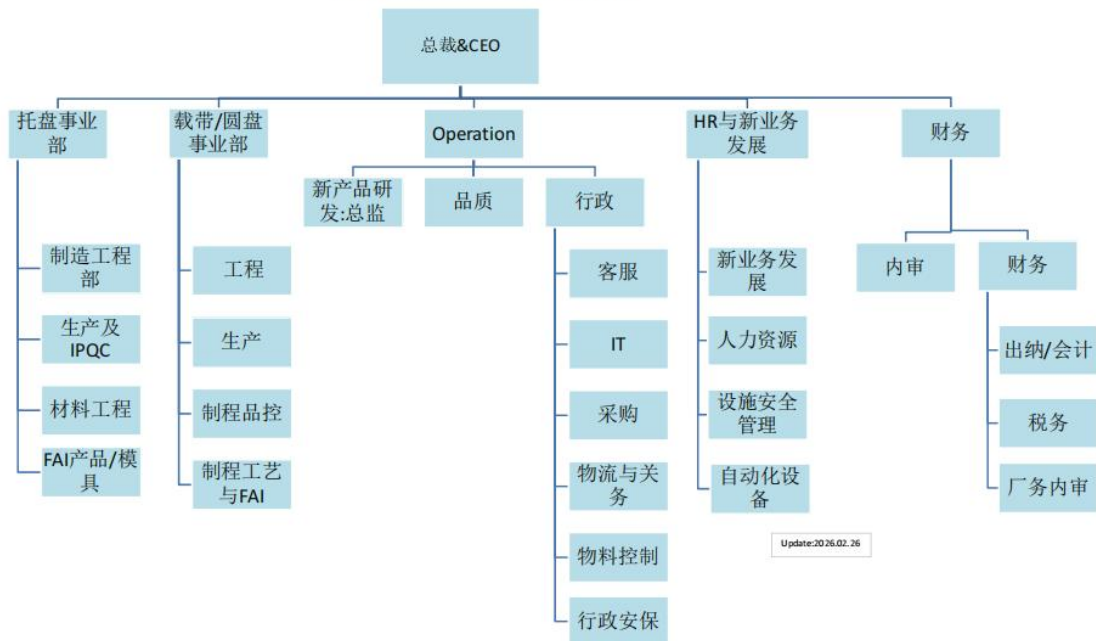 总裁&CEO
托盘事业
部
载带/圆盘
事业部
Operation
HR与新业务
发展
财务
新产品研
发:总监
品质
行政
内审
财务
制造工程
部
生产及
IPQC
材料工程
FAI产品/模
具
工程
生产
制程品控
制程工艺
与FAI
客服
IT
采购
物流与关
务
物料控制
行政安保
新业务发
展
人力资源
设施安全
管理
自动化设
备
出纳/会计
税务
厂务内审
Update:2026.02.26